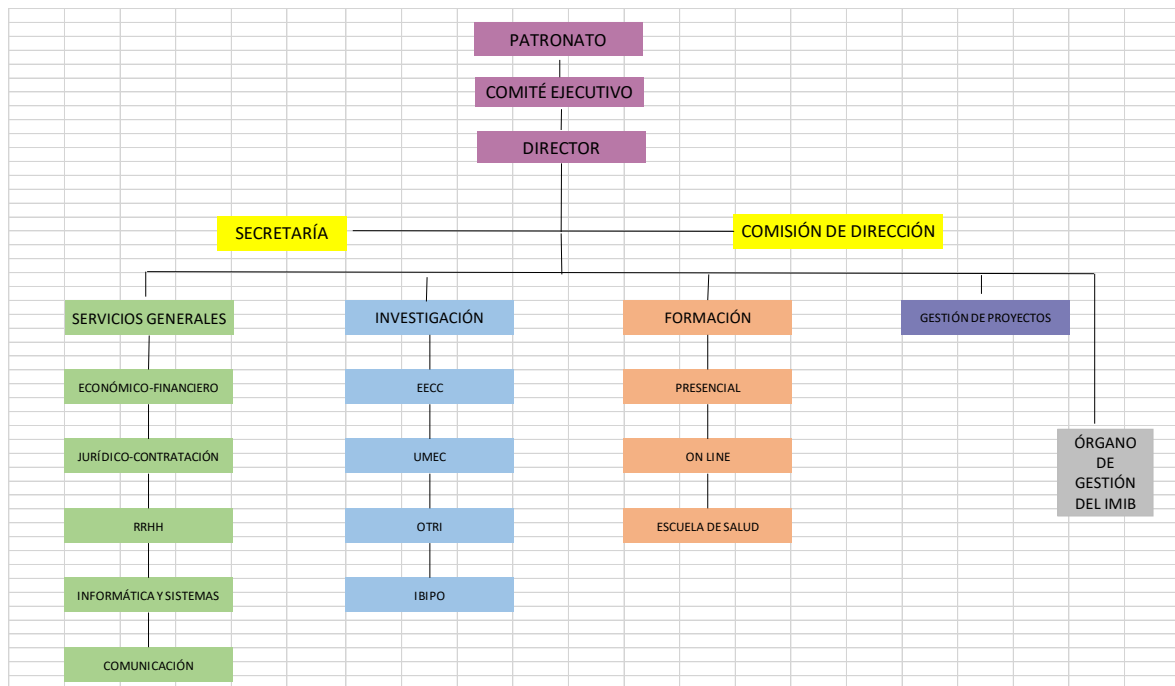 PATRONATO
COMITÉ EJECUTIVO
DIRECTOR
SECRETARÍA
COMISIÓN DE DIRECCIÓN
SERVICIOS GENERALES
INVESTIGACIÓN
FORMACIÓN
GESTIÓN DE PROYECTOS
ECONÓMICO-FINANCIERO
EECC
PRESENCIAL
JURÍDICO-CONTRATACIÓN
UMEC
ON LINE
ÓRGANO
DE
GESTIÓN
DEL IMIB
RRHH
OTRI
ESCUELA DE SALUD
INFORMÁTICA Y SISTEMAS
IBIPO
COMUNICACIÓN